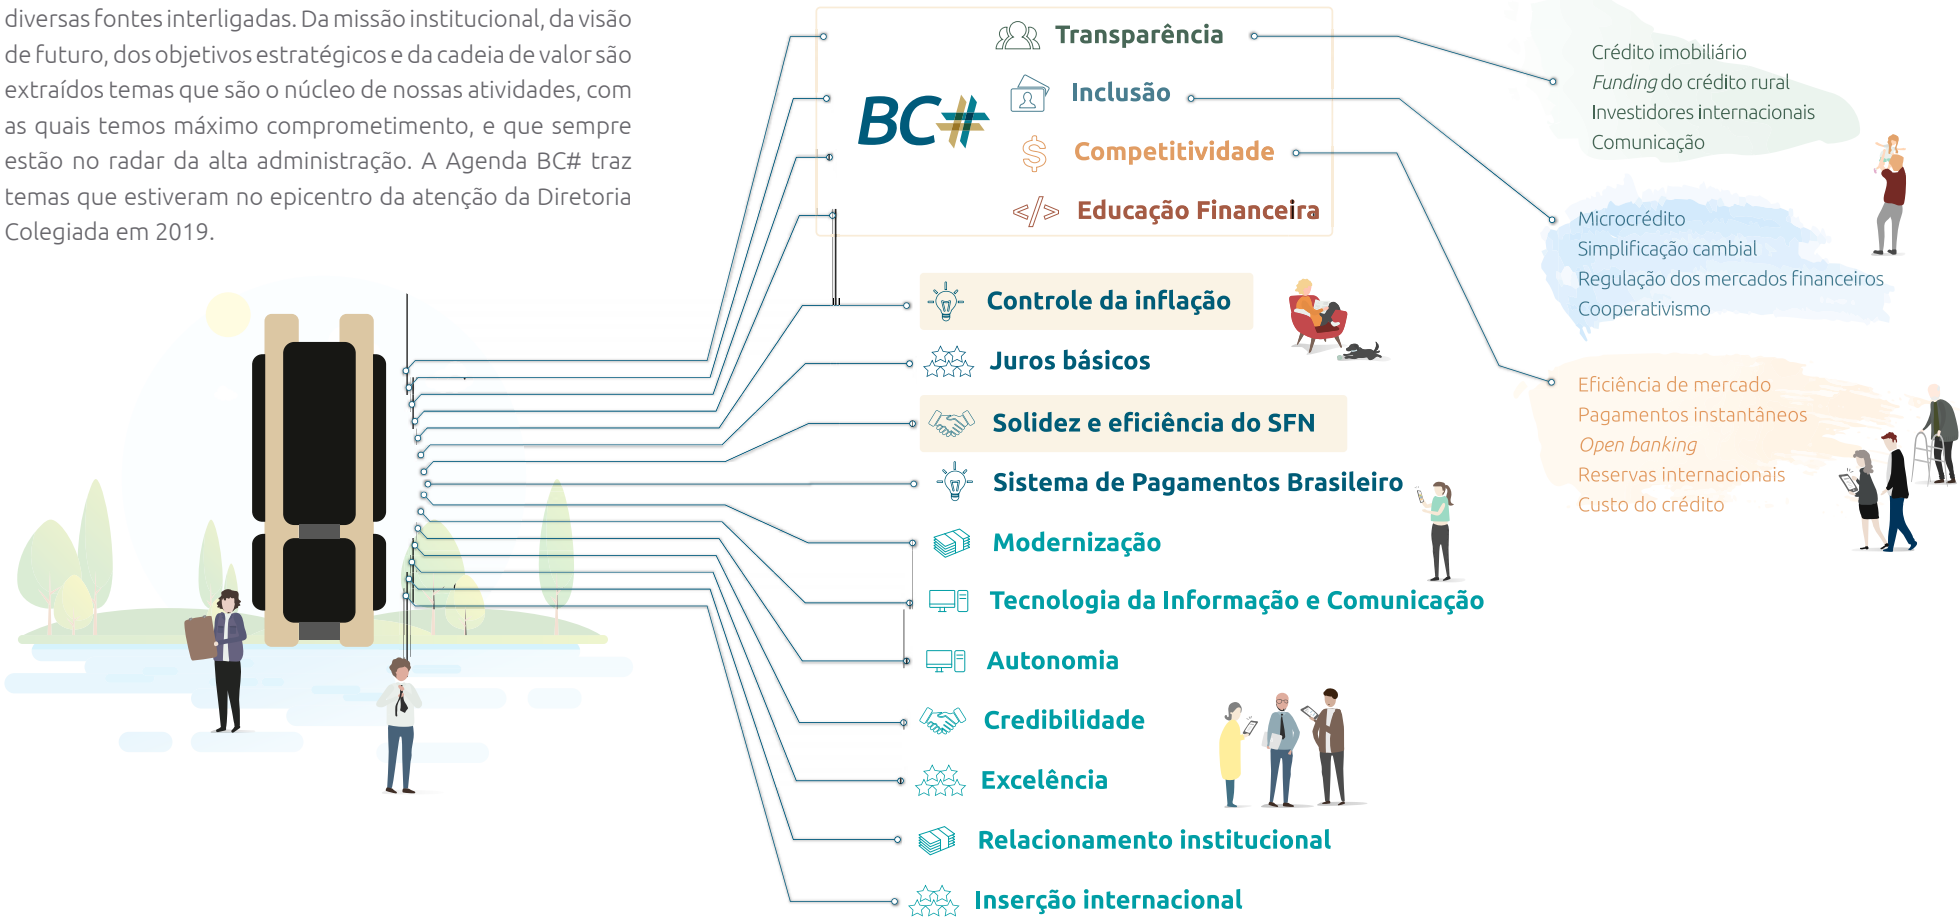 diversas fontes interligadas. Da missão institucional, da visão
de futuro, dos objetivos estratégicos e da cadeia de valor são
extraídos temas que são o núcleo de nossas atividades, com
as quais temos máximo comprometimento, e que sempre
estão no radar da alta administração. A Agenda BC# traz
temas que estiveram no epicentro da atenção da Diretoria
Colegiada em 2019.
BC#
Transparência
Inclusão
Competitividade
</> Educação Financeira
Controle da inflação
Juros básicos
Solidez e eficiência do SFN
Sistema de Pagamentos Brasileiro
Modernização
Tecnologia da Informação e Comunicação
Autonomia
Credibilidade
Excelência
Relacionamento institucional
Inserção internacional
Crédito imobiliário
Funding do crédito rural
Investidores internacionais
Comunicação
Microcrédito
Simplificação cambial
Regulação dos mercados financeiros
Cooperativismo
Eficiência de mercado
Pagamentos instantâneos
Open banking
Reservas internacionais
Custo do crédito